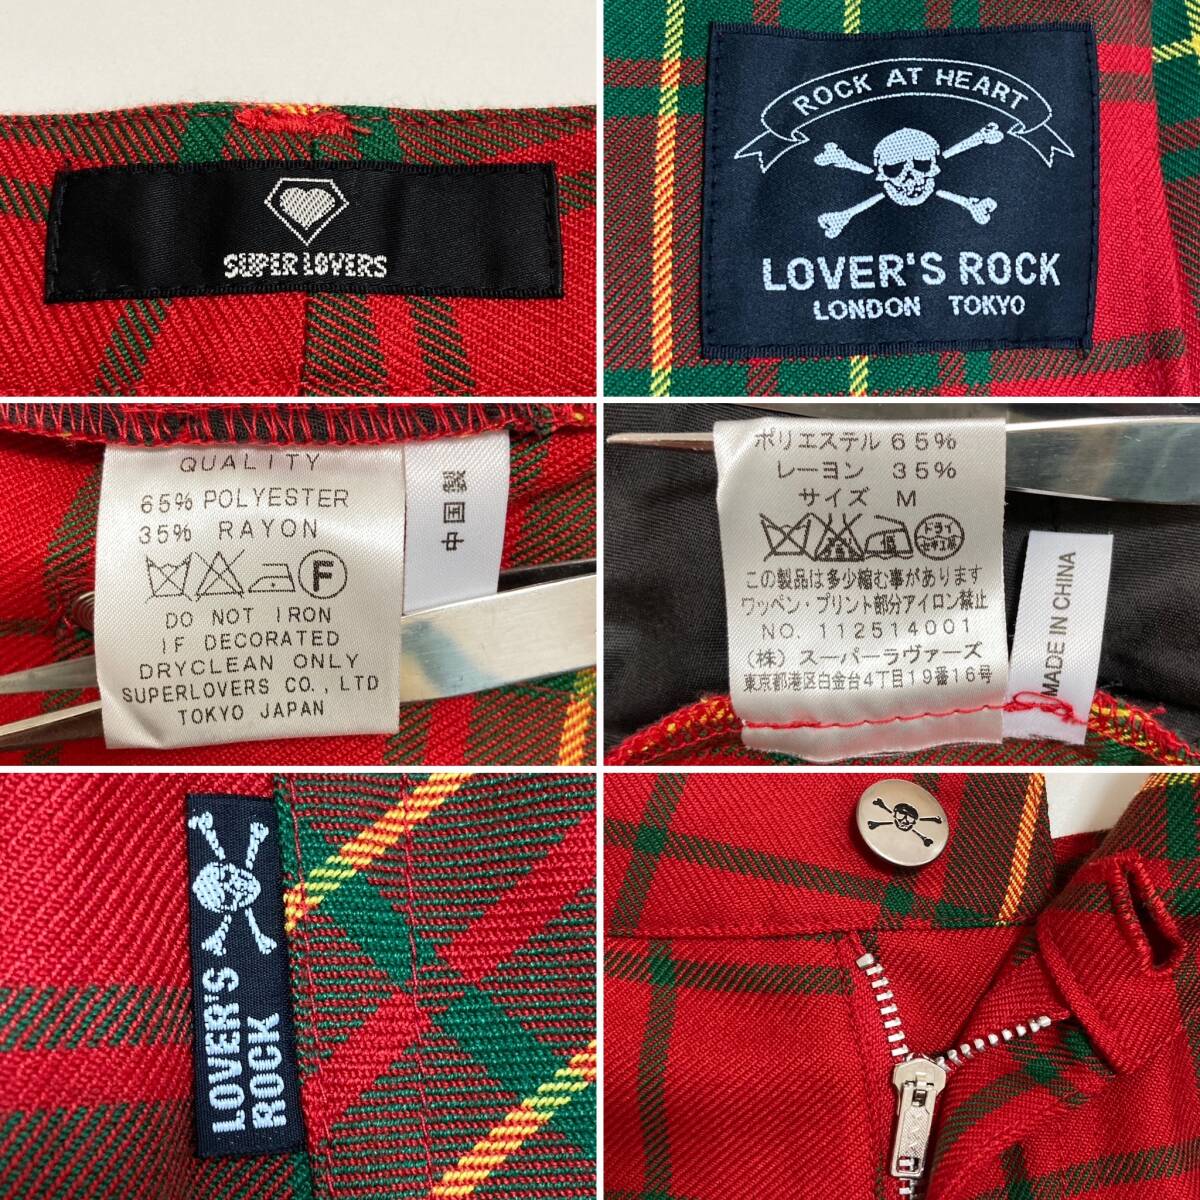 SUPER LOVERS
ROCK AT HEART
LOVER'S ROCK
LONDON TOKYO
QUALITY
65% POLYESTER
35% RAYON
F
DO NOT IRON
IF DECORATED
DRYCLEAN ONLY
SUPERLOVERS CO., LTD
TOKYO JAPAN
中国製
ポリエステル 65%
レーヨン 35%
サイズ M
低
ドライ
セキユ系
この製品は多少縮む事があります
ワッペン・プリント部分アイロン禁止
NO. 112514001
(株) スーパーラヴァーズ
東京都港区白金台4丁目19番16号
MADE IN CHINA
LOVER'S
ROCK